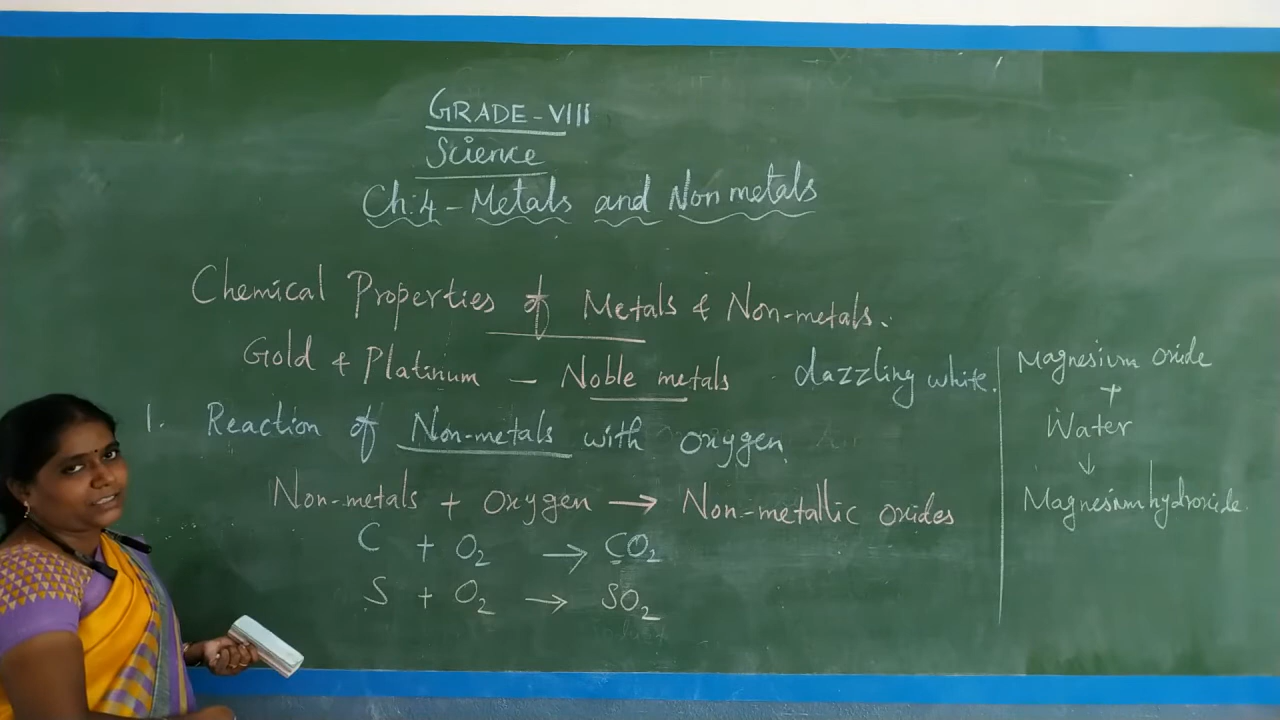 GRADE-VIII
Science
Ch:4 - Metals and Non metals
Chemical Properties of Metals & Non-metals.
Gold & Platinum - Noble metals dazzling white.
1. Reaction of Non-metals with oxygen.
Non-metals + Oxygen → Non-metallic oxides
C + O₂ → CO₂
S + O₂ → SO₂
Magnesium oxide
+
Water
↓
Magnesium hydroxide.